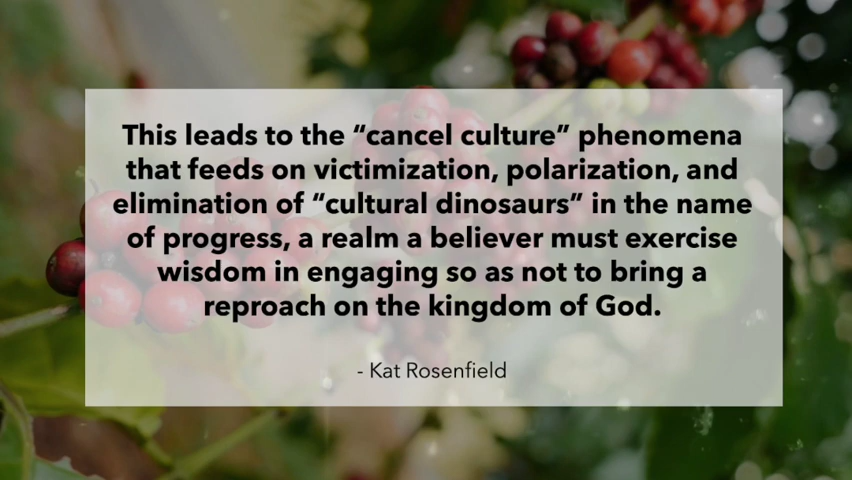 This leads to the “cancel culture” phenomena
that feeds on victimization, polarization, and
elimination of “cultural dinosaurs” in the name
of progress, a realm a believer must exercise
wisdom in engaging so as not to bring a
reproach on the kingdom of God.
- Kat Rosenfield